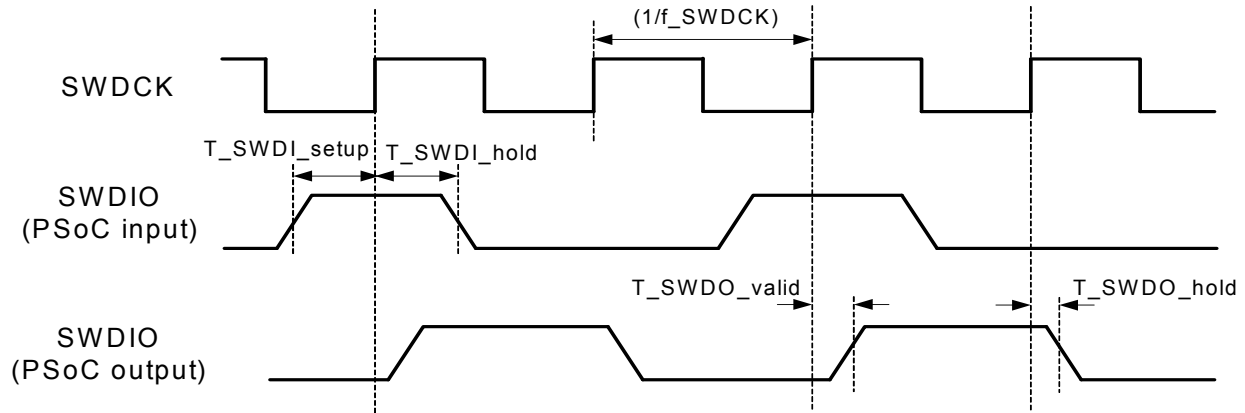 (1/f_SWDCK)
SWDCK
T_SWDI_setup T_SWDI_hold
SWDIO
(PSoC input)
T_SWDO_valid T_SWDO_hold
SWDIO
(PSoC output)